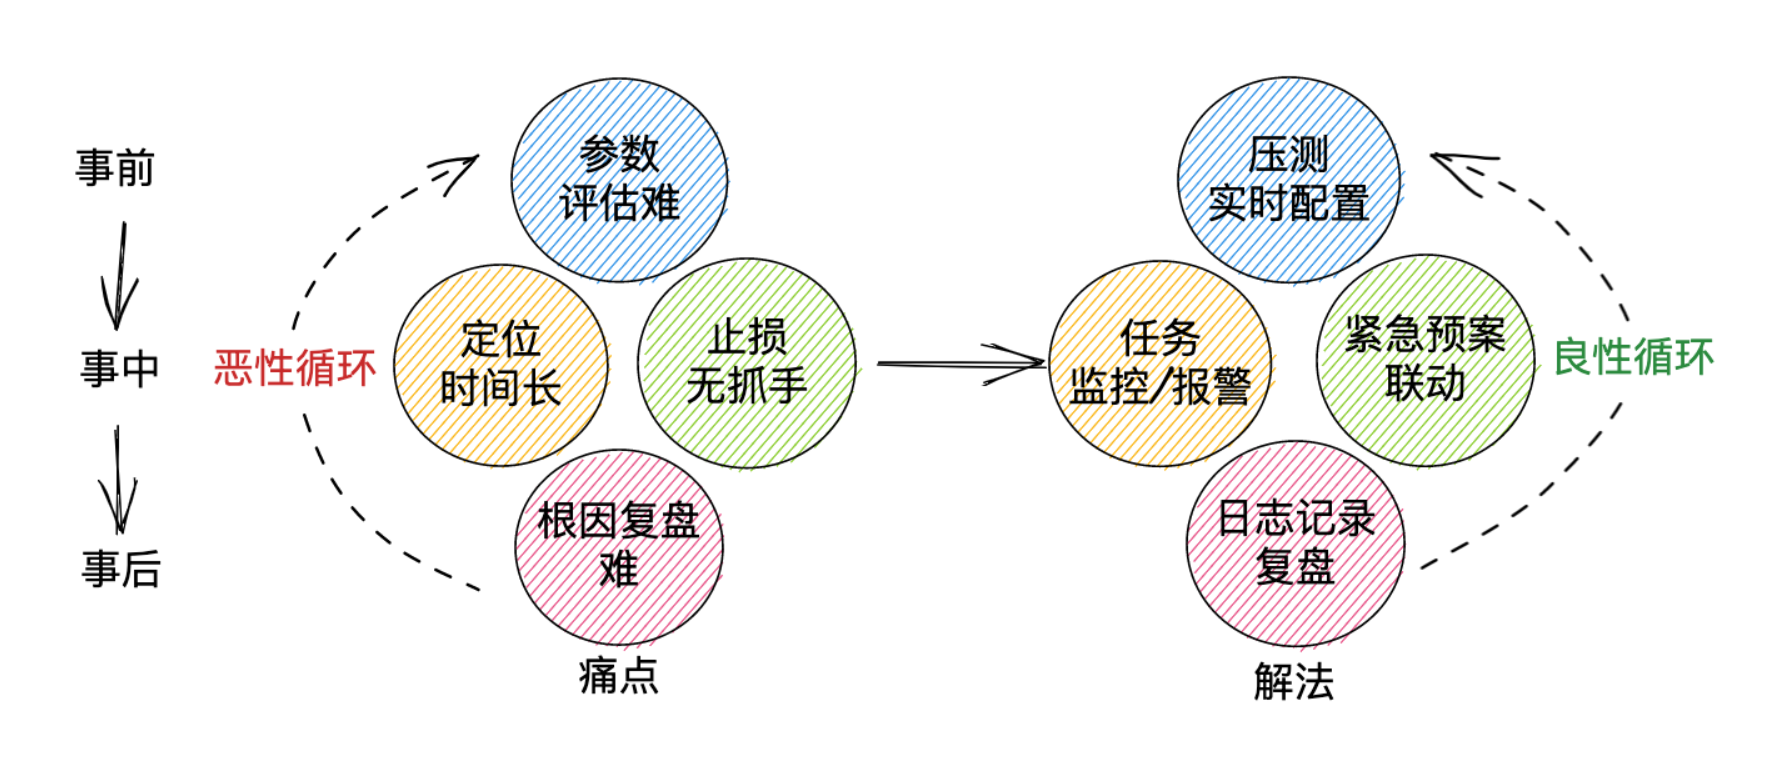 事前
事中
事后
恶性循环
参数
评估难
定位
时间长
止损
无抓手
根因复盘
难
痛点
压测
实时配置
任务
监控/报警
紧急预案
联动
日志记录
复盘
解法
良性循环